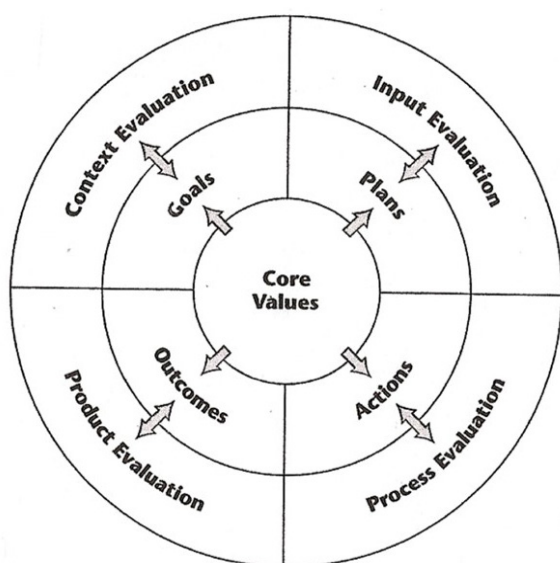 Context Evaluation
Input Evaluation
Goals
Plans
Core
Values
Outcomes
Actions
Product Evaluation
Process Evaluation